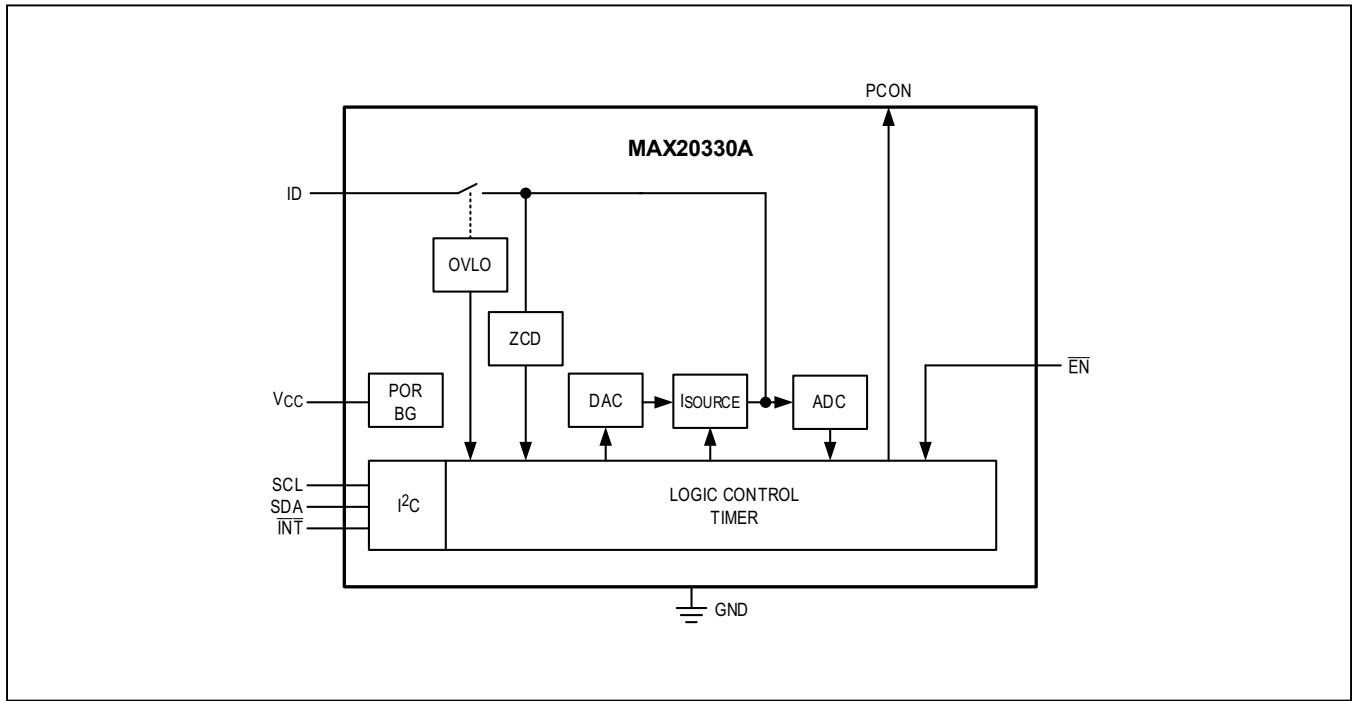 PCON
MAX20330A
ID
OVLO
ZCD
EN
VCC
POR
BG
DAC
ISOURCE
ADC
SCL
SDA
INT
I2C
LOGIC CONTROL
TIMER
GND